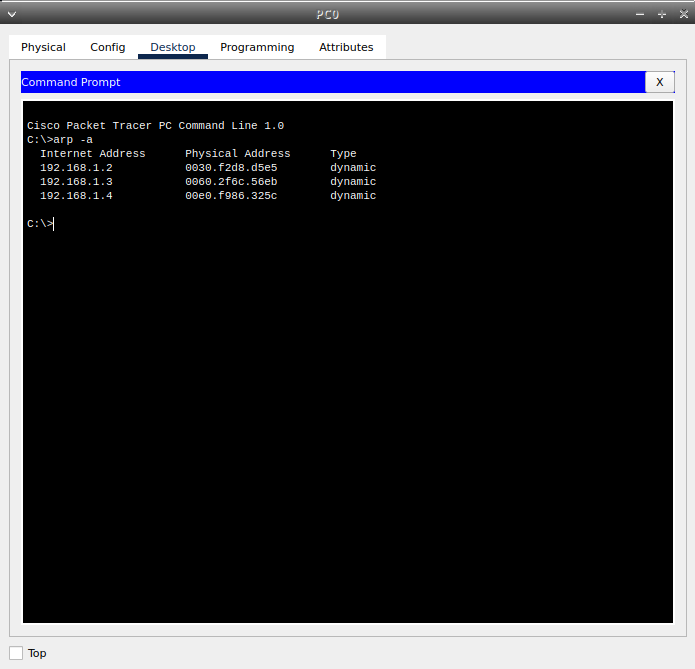 PC0
Physical Config Desktop Programming Attributes
Command Prompt X
Cisco Packet Tracer PC Command Line 1.0
C:\>arp -a
Internet Address Physical Address Type
192.168.1.2 0030.f2d8.d5e5 dynamic
192.168.1.3 0060.2f6c.56eb dynamic
192.168.1.4 00e0.f986.325c dynamic
C:\>
Top